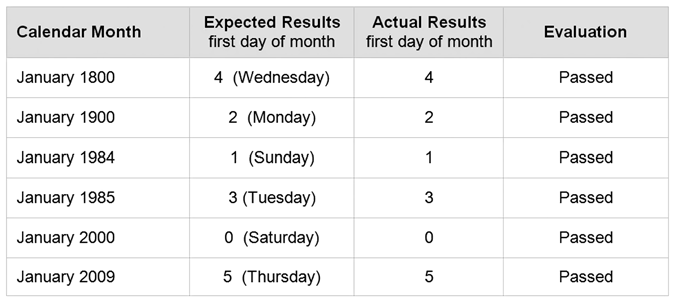 Calendar Month Expected Results Actual Results Evaluation
first day of month first day of month
January 1800 4 (Wednesday) 4 Passed
January 1900 2 (Monday) 2 Passed
January 1984 1 (Sunday) 1 Passed
January 1985 3 (Tuesday) 3 Passed
January 2000 0 (Saturday) 0 Passed
January 2009 5 (Thursday) 5 Passed